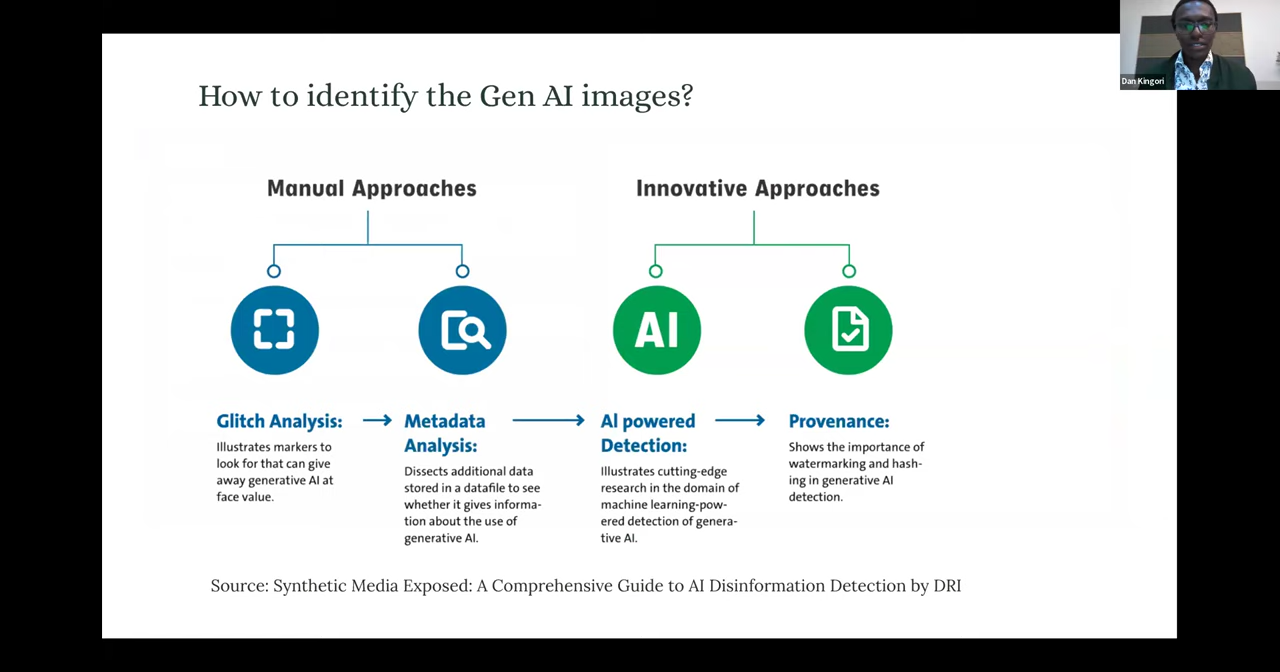 Dan Kingori
How to identify the Gen AI images?
Manual Approaches
Innovative Approaches
AI
Glitch Analysis:
Illustrates markers to
look for that can give
away generative AI at
face value.
Metadata
Analysis:
Dissects additional data
stored in a datafile to see
whether it gives informa-
tion about the use of
generative AI.
AI powered
Detection:
Illustrates cutting-edge
research in the domain of
machine learning-pow-
ered detection of genera-
tive AI.
Provenance:
Shows the importance of
watermarking and hash-
ing in generative AI
detection.
Source: Synthetic Media Exposed: A Comprehensive Guide to AI Disinformation Detection by DRI